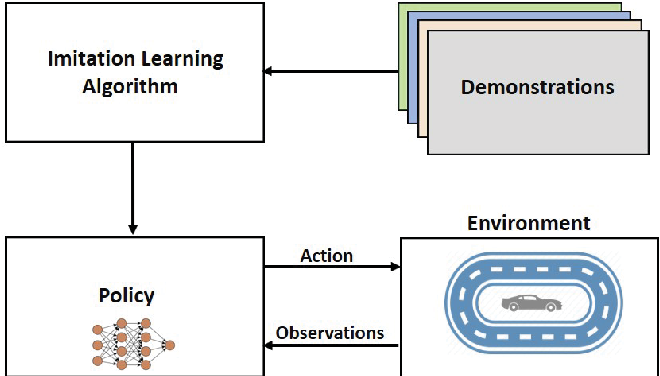 Imitation Learning
Algorithm
Demonstrations
Environment
Policy
Action
Observations